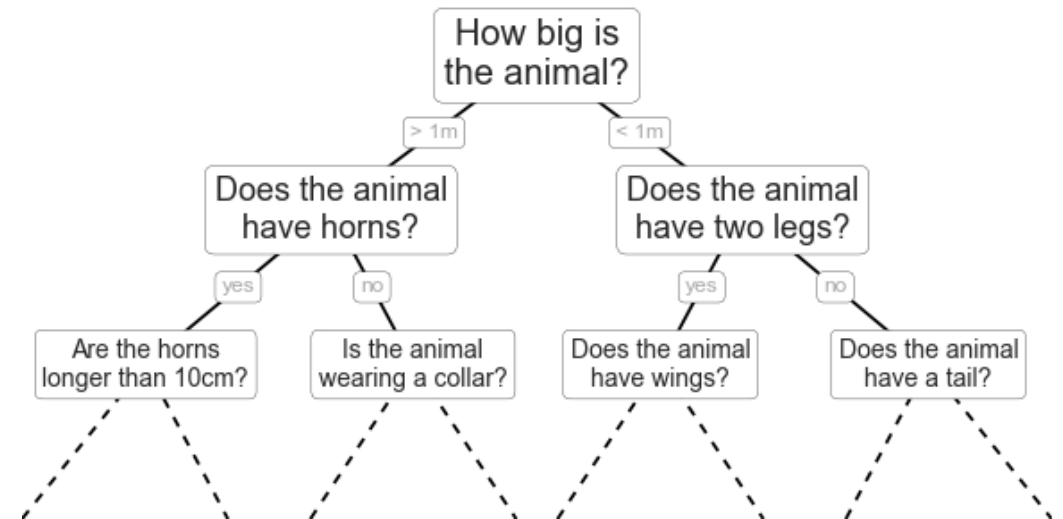 How big is
the animal?
> 1m
< 1m
Does the animal
have horns?
Does the animal
have two legs?
yes
no
yes
no
Are the horns
longer than 10cm?
Is the animal
wearing a collar?
Does the animal
have wings?
Does the animal
have a tail?